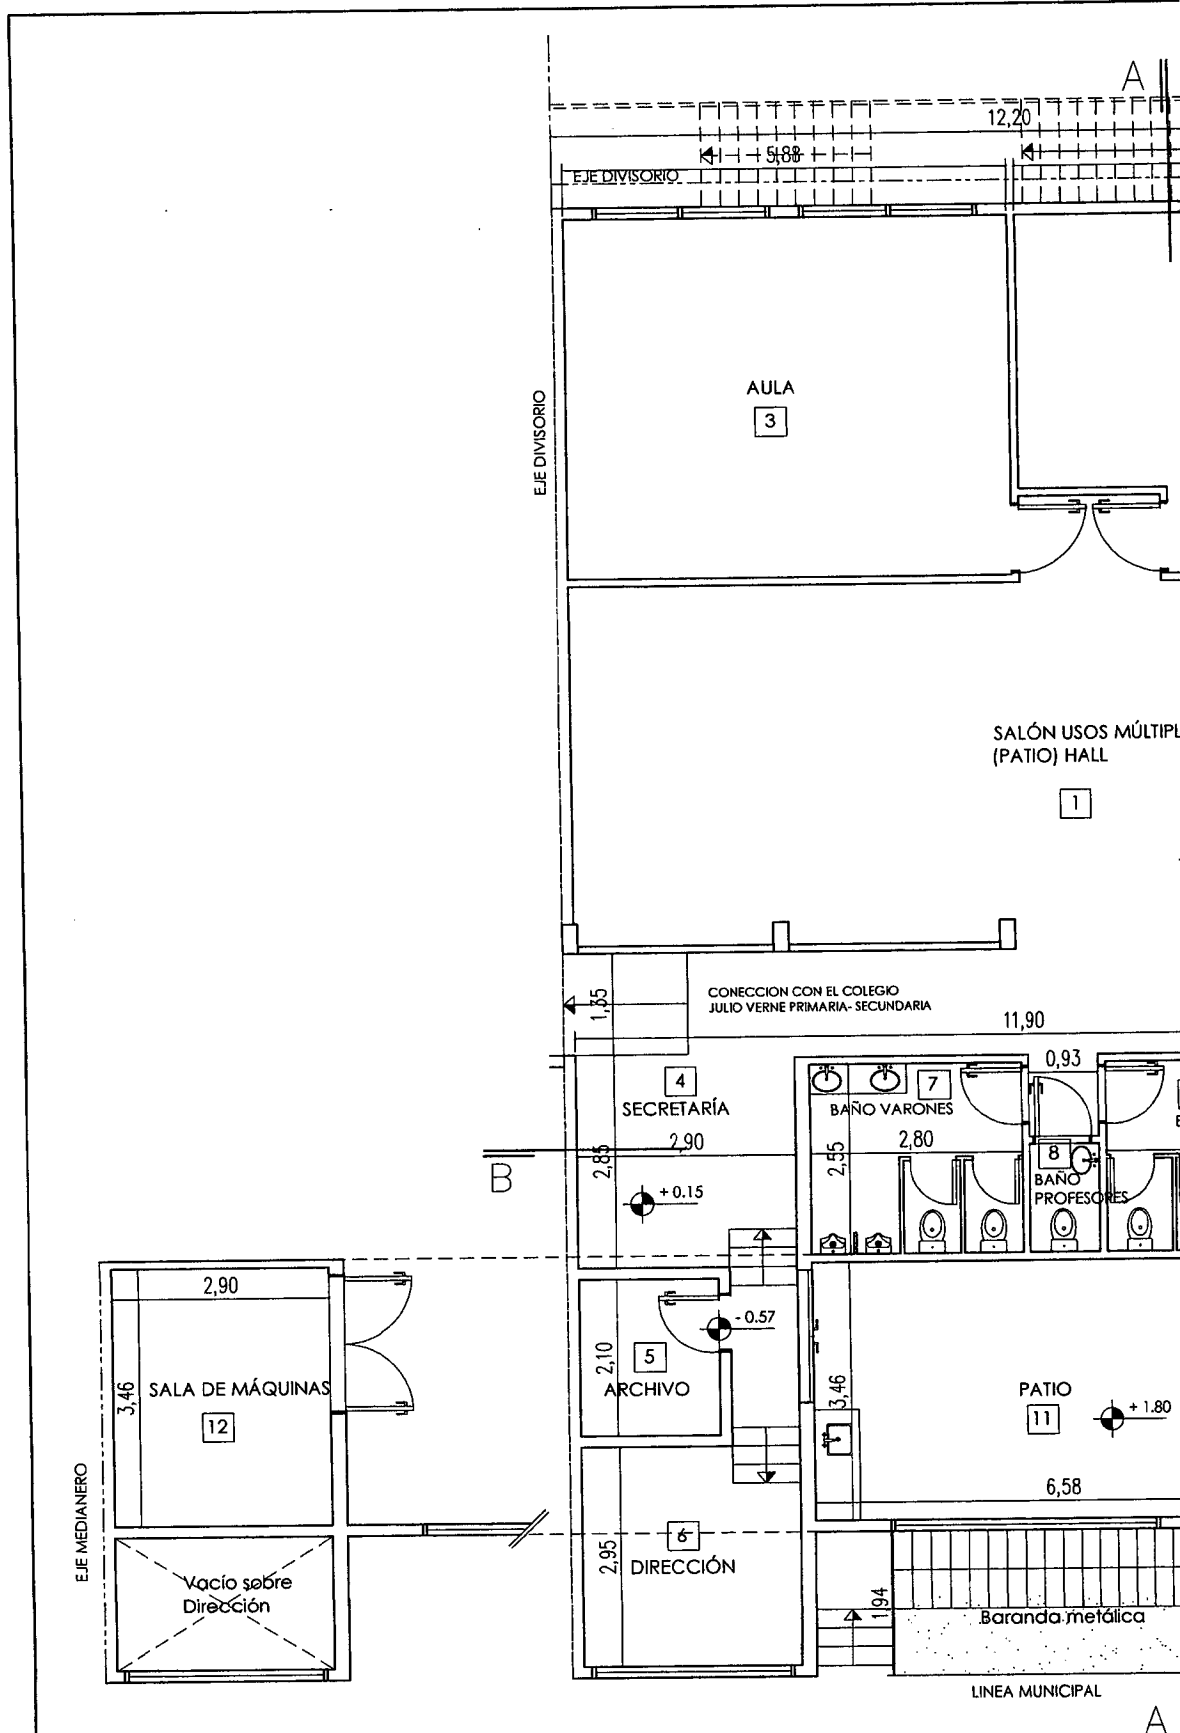 A
12,20
5,88
EJE DIVISORIO
AULA
3
EJE DIVISORIO
SALÓN USOS MÚLTIPL
(PATIO) HALL
1
1,35
CONECCION CON EL COLEGIO
JULIO VERNE PRIMARIA- SECUNDARIA
11,90
0,93
4
SECRETARÍA
7
BAÑO VARONES
2,90
2,85
2,55
2,80
8
BAÑO
PROFESORES
B
+ 0.15
2,90
3,46
SALA DE MÁQUINAS
12
- 0.57
2,10
5
ARCHIVO
3,46
PATIO
11
+ 1.80
6,58
EJE MEDIANERO
Vacío sobre
Dirección
2,95
6
DIRECCIÓN
1,94
Baranda metálica
LINEA MUNICIPAL
A